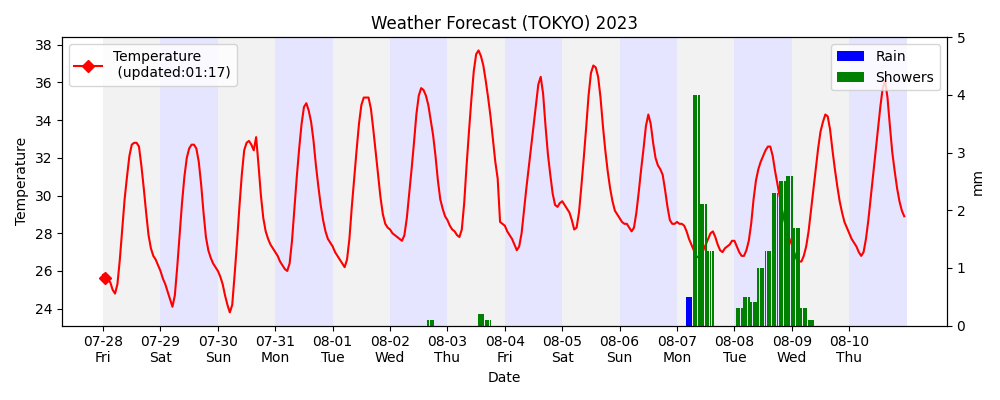 Weather Forecast (TOKYO) 2023
Temperature
(updated:01:17)
Rain
Showers
38
36
34
32
30
28
26
24
Temperature
5
4
3
2
1
0
mm
07-28 07-29 07-30 07-31 08-01 08-02 08-03 08-04 08-05 08-06 08-07 08-08 08-09 08-10
Fri Sat Sun Mon Tue Wed Thu Fri Sat Sun Mon Tue Wed Thu
Date